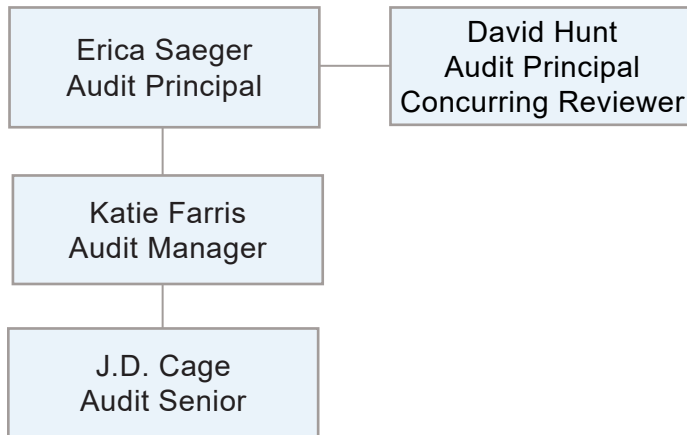 Erica Saeger
Audit Principal
David Hunt
Audit Principal
Concurring Reviewer
Katie Farris
Audit Manager
J.D. Cage
Audit Senior